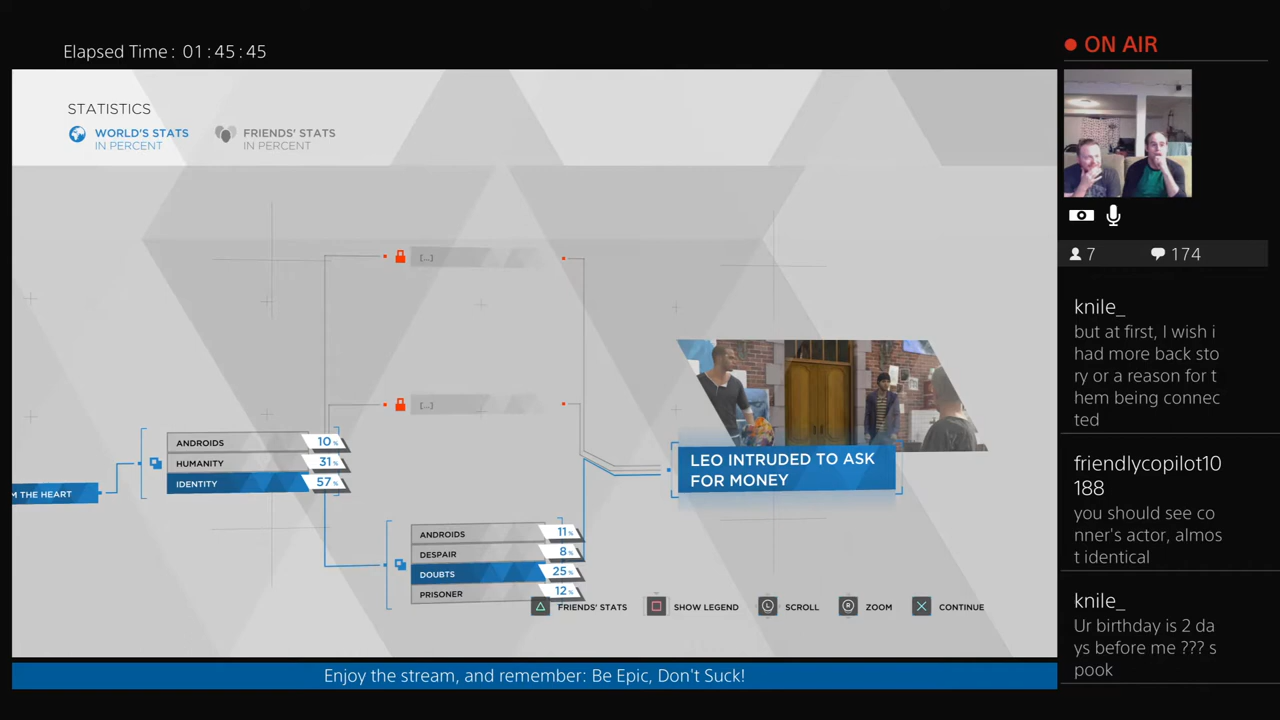 Elapsed Time: 01:45:45
ON AIR
STATISTICS
WORLD'S STATS
IN PERCENT
FRIENDS' STATS
IN PERCENT
7
174
[...]
[...]
M THE HEART
ANDROIDS 10%
HUMANITY 31%
IDENTITY 57%
ANDROIDS 11%
DESPAIR 8%
DOUBTS 25%
PRISONER 12%
LEO INTRUDED TO ASK
FOR MONEY
FRIENDS' STATS
SHOW LEGEND
L
SCROLL
R
ZOOM
CONTINUE
knile_
but at first, I wish i
had more back sto
ry or a reason for t
hem being connec
ted
friendlycopilot10
188
you should see co
nner's actor, almos
t identical
knile_
Ur birthday is 2 da
ys before me ??? s
pook
Enjoy the stream, and remember: Be Epic, Don't Suck!